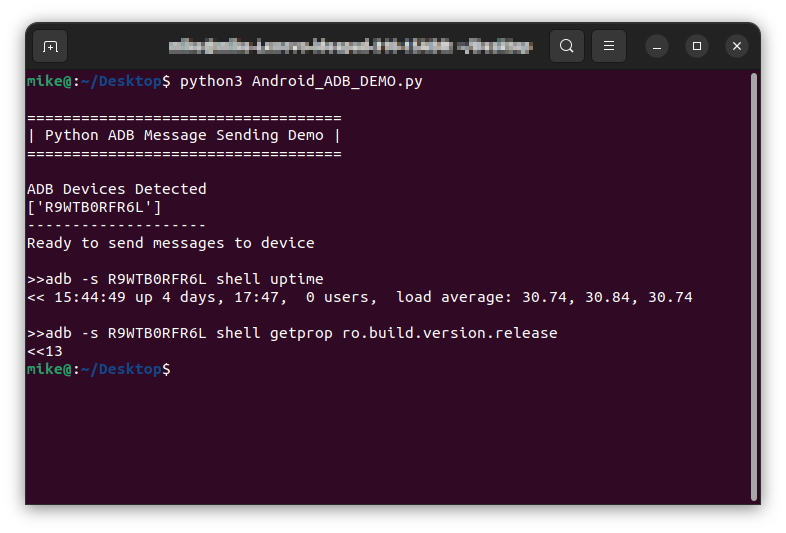 mike@:~/Desktop$ python3 Android_ADB_DEMO.py
===================================
| Python ADB Message Sending Demo |
===================================
ADB Devices Detected
['R9WTB0RFR6L']
--------------------
Ready to send messages to device
>>adb -s R9WTB0RFR6L shell uptime
<< 15:44:49 up 4 days, 17:47,  0 users,  load average: 30.74, 30.84, 30.74
>>adb -s R9WTB0RFR6L shell getprop ro.build.version.release
<<13
mike@:~/Desktop$